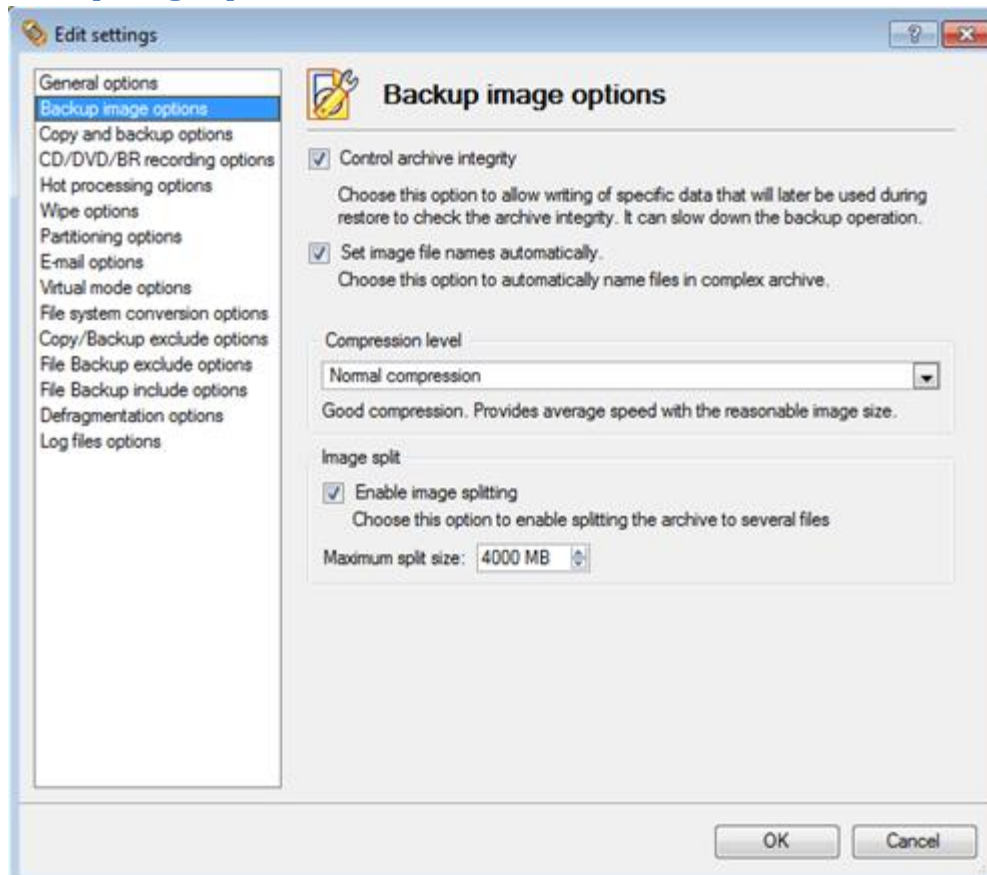 Edit settings
General options
Backup image options
Copy and backup options
CD/DVD/BR recording options
Hot processing options
Wipe options
Partitioning options
E-mail options
Virtual mode options
File system conversion options
Copy/Backup exclude options
File Backup exclude options
File Backup include options
Defragmentation options
Log files options
Backup image options
Control archive integrity
Choose this option to allow writing of specific data that will later be used during
restore to check the archive integrity. It can slow down the backup operation.
Set image file names automatically.
Choose this option to automatically name files in complex archive.
Compression level
Normal compression
Good compression. Provides average speed with the reasonable image size.
Image split
Enable image splitting
Choose this option to enable splitting the archive to several files
Maximum split size: 4000 MB
OK Cancel